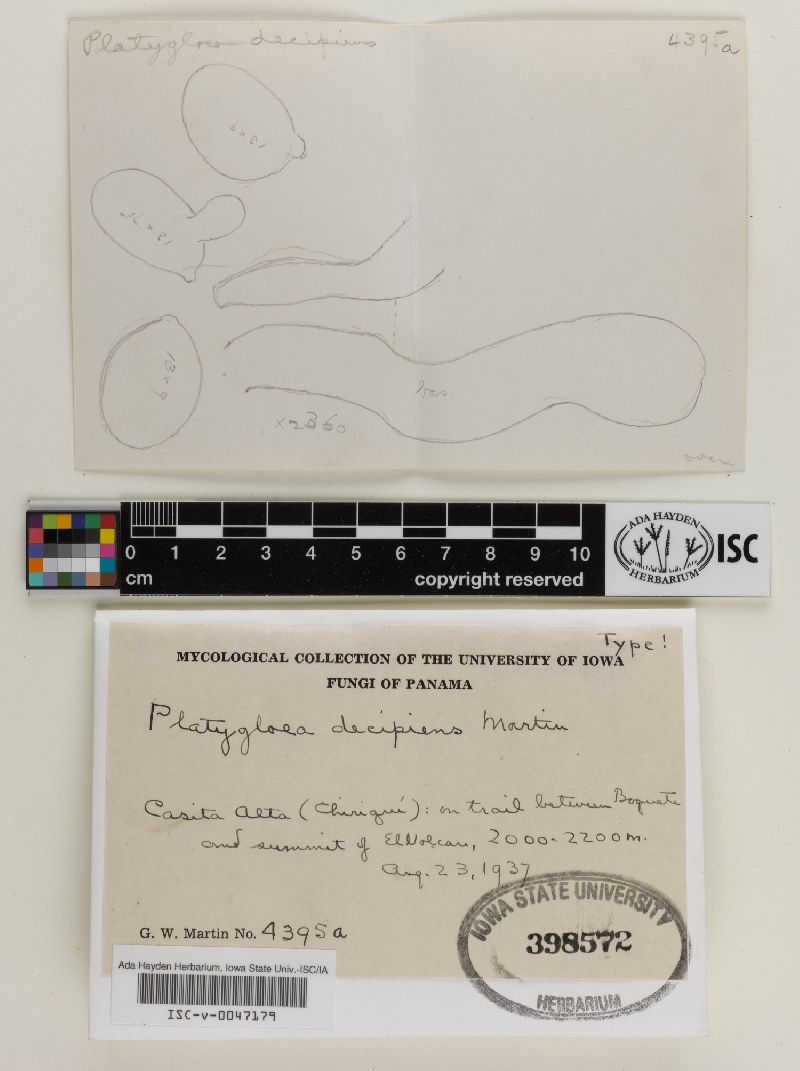 Platygloea decipiens 4395a
13 x 9
13 x 9
bas.
x 2360
over
0 1 2 3 4 5 6 7 8 9 10
cm copyright reserved
ADA HAYDEN
HERBARIUM
ISC
Type!
MYCOLOGICAL COLLECTION OF THE UNIVERSITY OF IOWA
FUNGI OF PANAMA
Platygloea decipiens Martin
Casita Alta (Chiriquí): on trail between Boquete
and summit of El Volcan, 2000-2200 m.
Aug. 23, 1937
G. W. Martin No. 4395a
IOWA STATE UNIVERSITY
398572
HERBARIUM
Ada Hayden Herbarium, Iowa State Univ.-ISC/IA
ISC-v-0047179